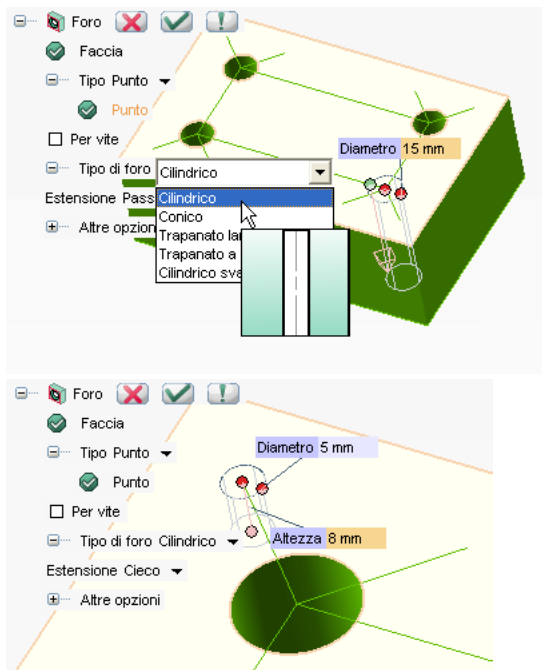 Foro
Faccia
Tipo Punto
Punto
Per vite
Diametro 15 mm
Tipo di foro Cilindrico
Estensione
Cilindrico
Conico
Altre
Trapanato
Trapanato a
Cilindrico
Foro
Faccia
Tipo Punto
Diametro 5 mm
Punto
Per vite
Tipo di foro Cilindrico
Altezza 8 mm
Estensione Cieco
Altre opzioni